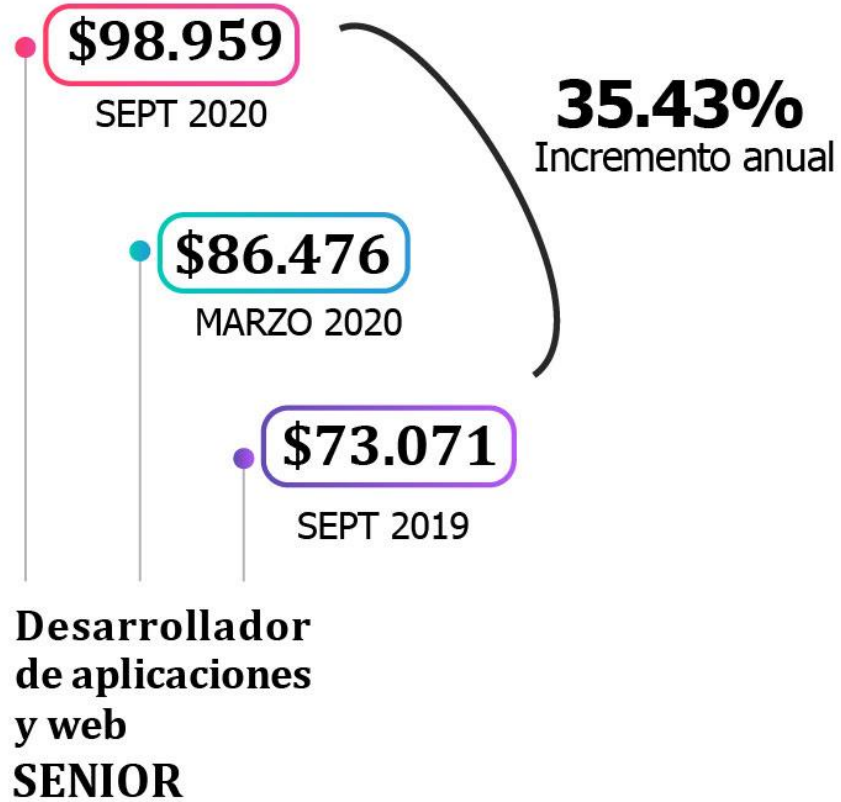 $98.959
SEPT 2020
35.43%
Incremento anual
$86.476
MARZO 2020
$73.071
SEPT 2019
Desarrollador
de aplicaciones
y web
SENIOR